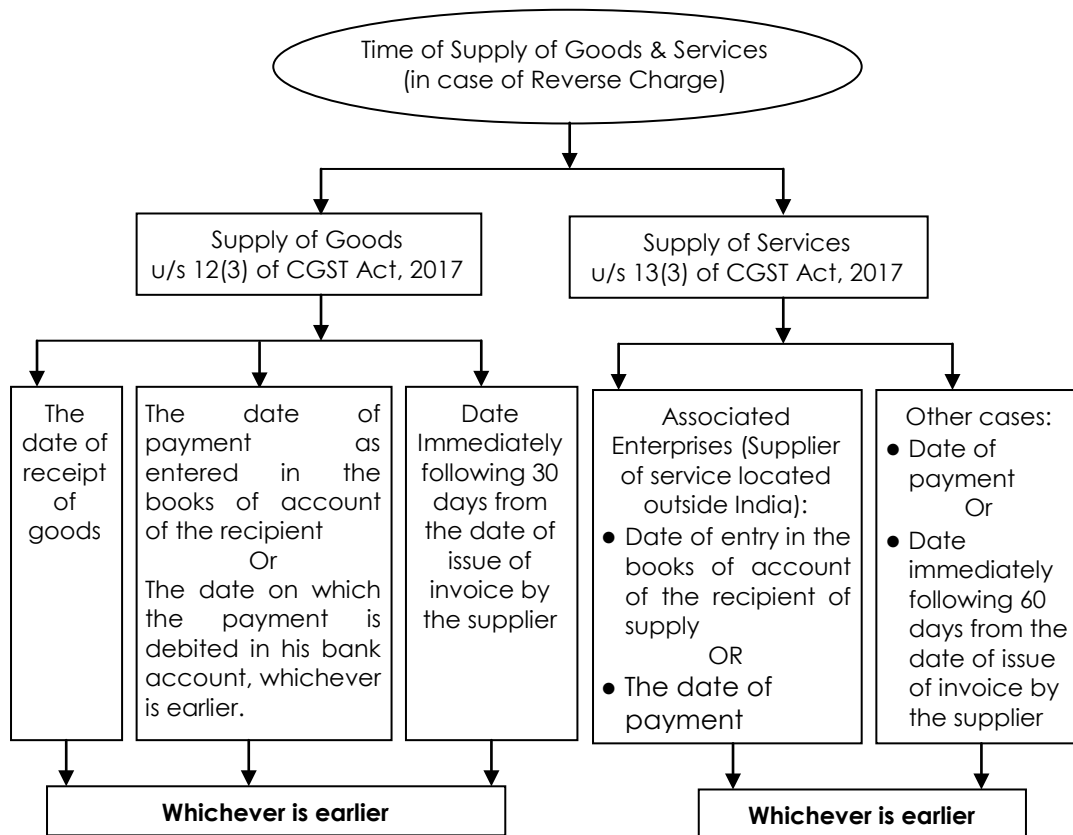 Time of Supply of Goods & Services
(in case of Reverse Charge)
Supply of Goods
u/s 12(3) of CGST Act, 2017
Supply of Services
u/s 13(3) of CGST Act, 2017
The
date of
receipt
of
goods
The date of
payment as
entered in the
books of account
of the recipient
Or
The date on which
the payment is
debited in his bank
account, whichever
is earlier.
Date
Immediately
following 30
days from
the date of
issue of
invoice by
the supplier
Associated
Enterprises (Supplier
of service located
outside India):
● Date of entry in the
books of account
of the recipient of
supply
OR
● The date of
payment
Other cases:
● Date of
payment
Or
● Date
immediately
following 60
days from the
date of issue
of invoice by
the supplier
Whichever is earlier
Whichever is earlier